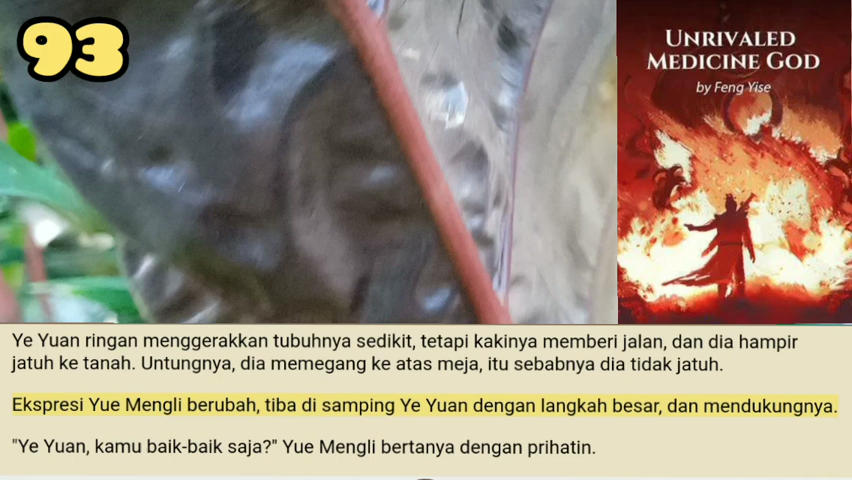 93
UNRIVALED
MEDICINE GOD
by Feng Yise
Ye Yuan ringan menggerakkan tubuhnya sedikit, tetapi kakinya memberi jalan, dan dia hampir
jatuh ke tanah. Untungnya, dia memegang ke atas meja, itu sebabnya dia tidak jatuh.
Ekspresi Yue Mengli berubah, tiba di samping Ye Yuan dengan langkah besar, dan mendukungnya.
"Ye Yuan, kamu baik-baik saja?" Yue Mengli bertanya dengan prihatin.